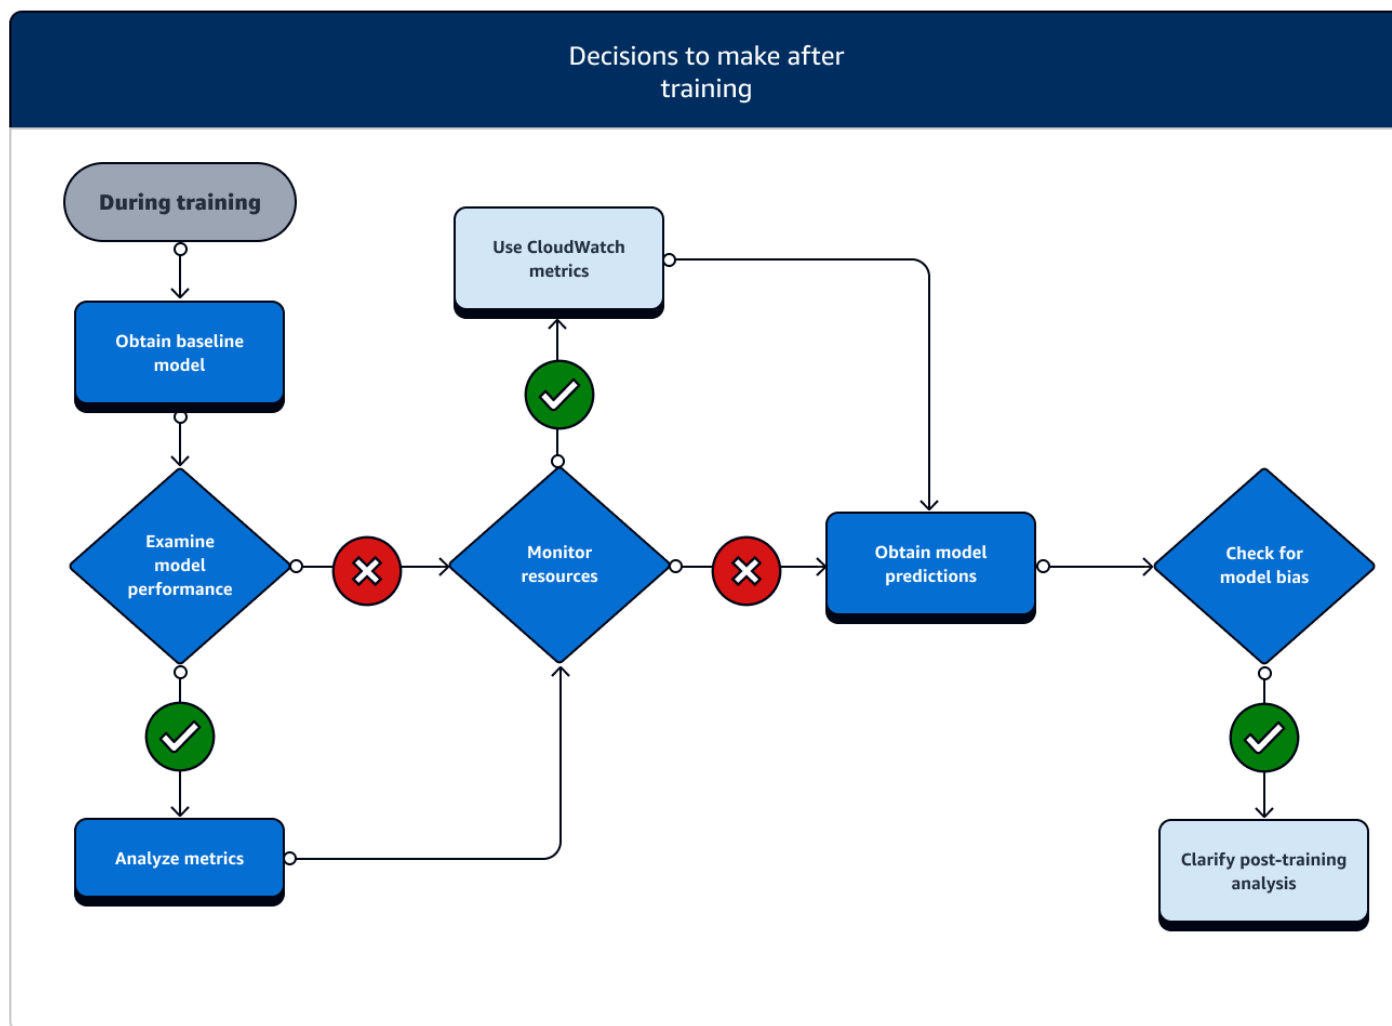 Decisions to make after
training
During training
Obtain baseline
model
Examine
model
performance
Analyze metrics
Use CloudWatch
metrics
Monitor
resources
Obtain model
predictions
Check for
model bias
Clarify post-training
analysis